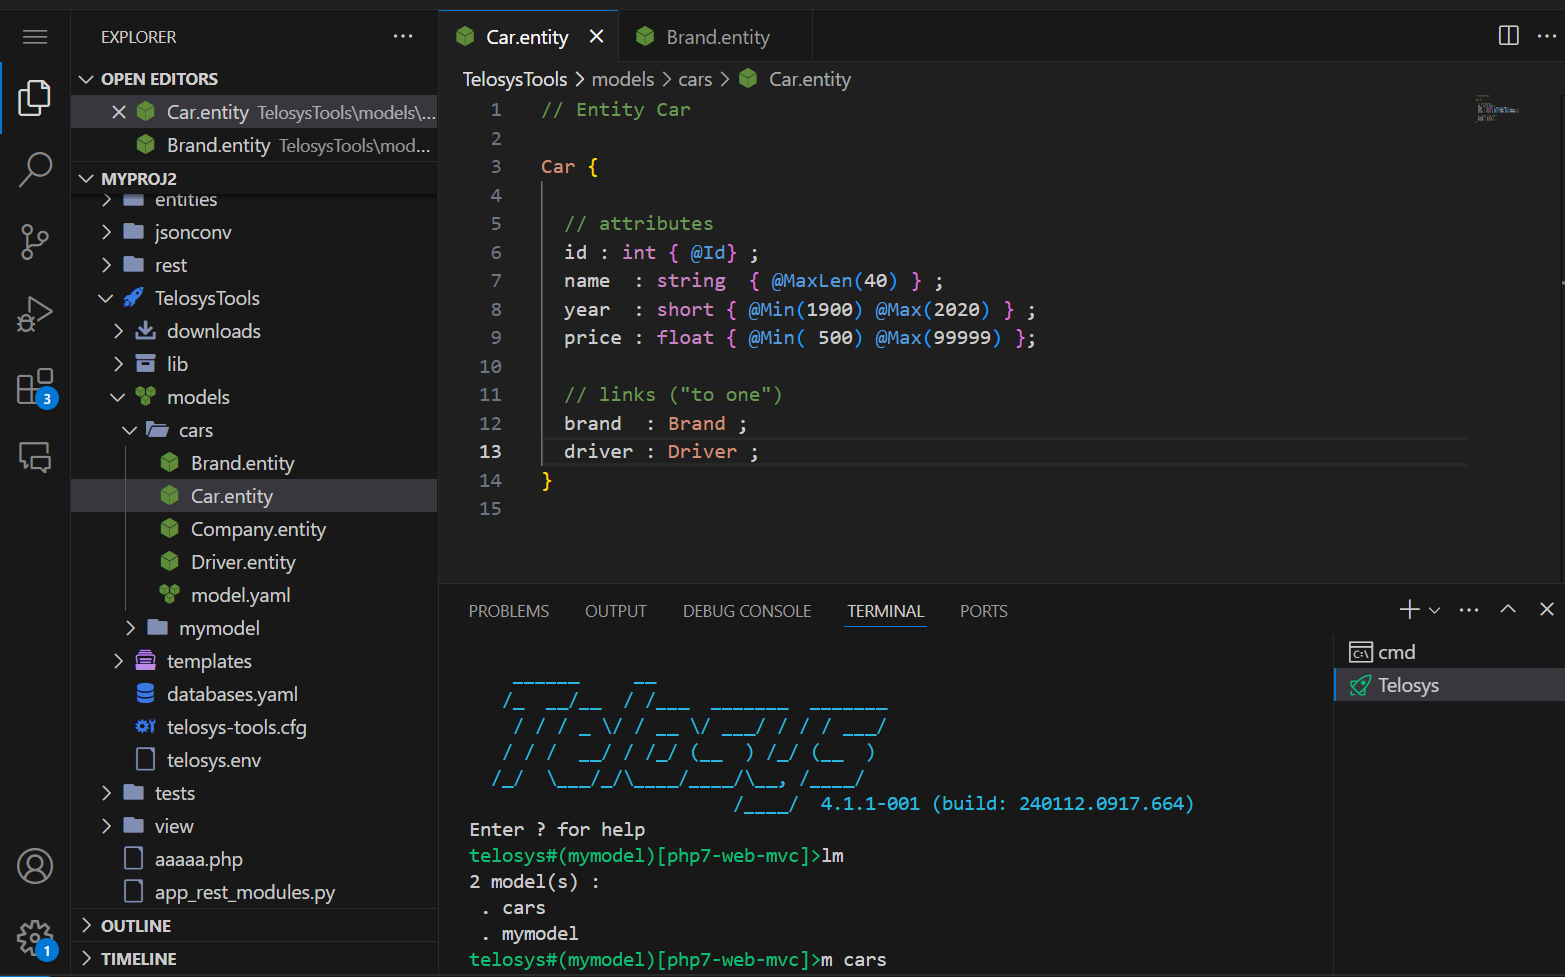 EXPLORER
OPEN EDITORS
Car.entity TelosysTools\models\...
Brand.entity TelosysTools\mod...
MYPROJ2
entities
jsonconv
rest
TelosysTools
downloads
lib
models
cars
Brand.entity
Car.entity
Company.entity
Driver.entity
model.yaml
mymodel
templates
databases.yaml
telosys-tools.cfg
telosys.env
tests
view
aaaaa.php
app_rest_modules.py
OUTLINE
TIMELINE
3
1
Car.entity Brand.entity
TelosysTools > models > cars > Car.entity
1 // Entity Car
2
3 Car {
4
5 // attributes
6 id : int { @Id} ;
7 name : string { @MaxLen(40) } ;
8 year : short { @Min(1900) @Max(2020) } ;
9 price : float { @Min( 500) @Max(99999) };
10
11 // links ("to one")
12 brand : Brand ;
13 driver : Driver ;
14 }
15
PROBLEMS OUTPUT DEBUG CONSOLE TERMINAL PORTS
cmd
Telosys
Telosys
4.1.1-001 (build: 240112.0917.664)
Enter ? for help
telosys#(mymodel)[php7-web-mvc]>lm
2 model(s) :
. cars
. mymodel
telosys#(mymodel)[php7-web-mvc]>m cars